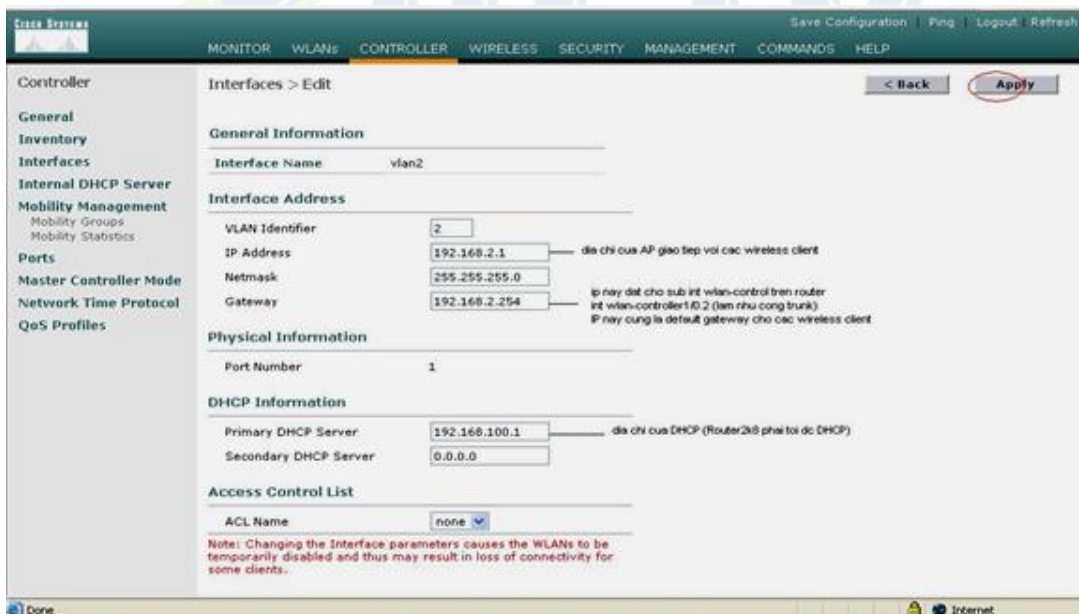 CISCO SYSTEMS
Save Configuration | Ping | Logout | Refresh
MONITOR WLANs CONTROLLER WIRELESS SECURITY MANAGEMENT COMMANDS HELP
Controller
General
Inventory
Interfaces
Internal DHCP Server
Mobility Management
Mobility Groups
Mobility Statistics
Ports
Master Controller Mode
Network Time Protocol
QoS Profiles
Interfaces > Edit
< Back
Apply
General Information
Interface Name vlan2
Interface Address
VLAN Identifier 2
IP Address 192.168.2.1 dia chi cua AP giao tiep voi cac wireless client
Netmask 255.255.255.0
Gateway 192.168.2.254
ip nay dat cho sub int wlan-control tren router
int wlan-controller1/0.2 (lam nhu cong trunk)
IP nay cung la default gateway cho cac wireless client
Physical Information
Port Number 1
DHCP Information
Primary DHCP Server 192.168.100.1 dia chi cua DHCP (Router2k8 phai toi dc DHCP)
Secondary DHCP Server 0.0.0.0
Access Control List
ACL Name none
Note: Changing the Interface parameters causes the WLANs to be
temporarily disabled and thus may result in loss of connectivity for
some clients.
Done
Internet